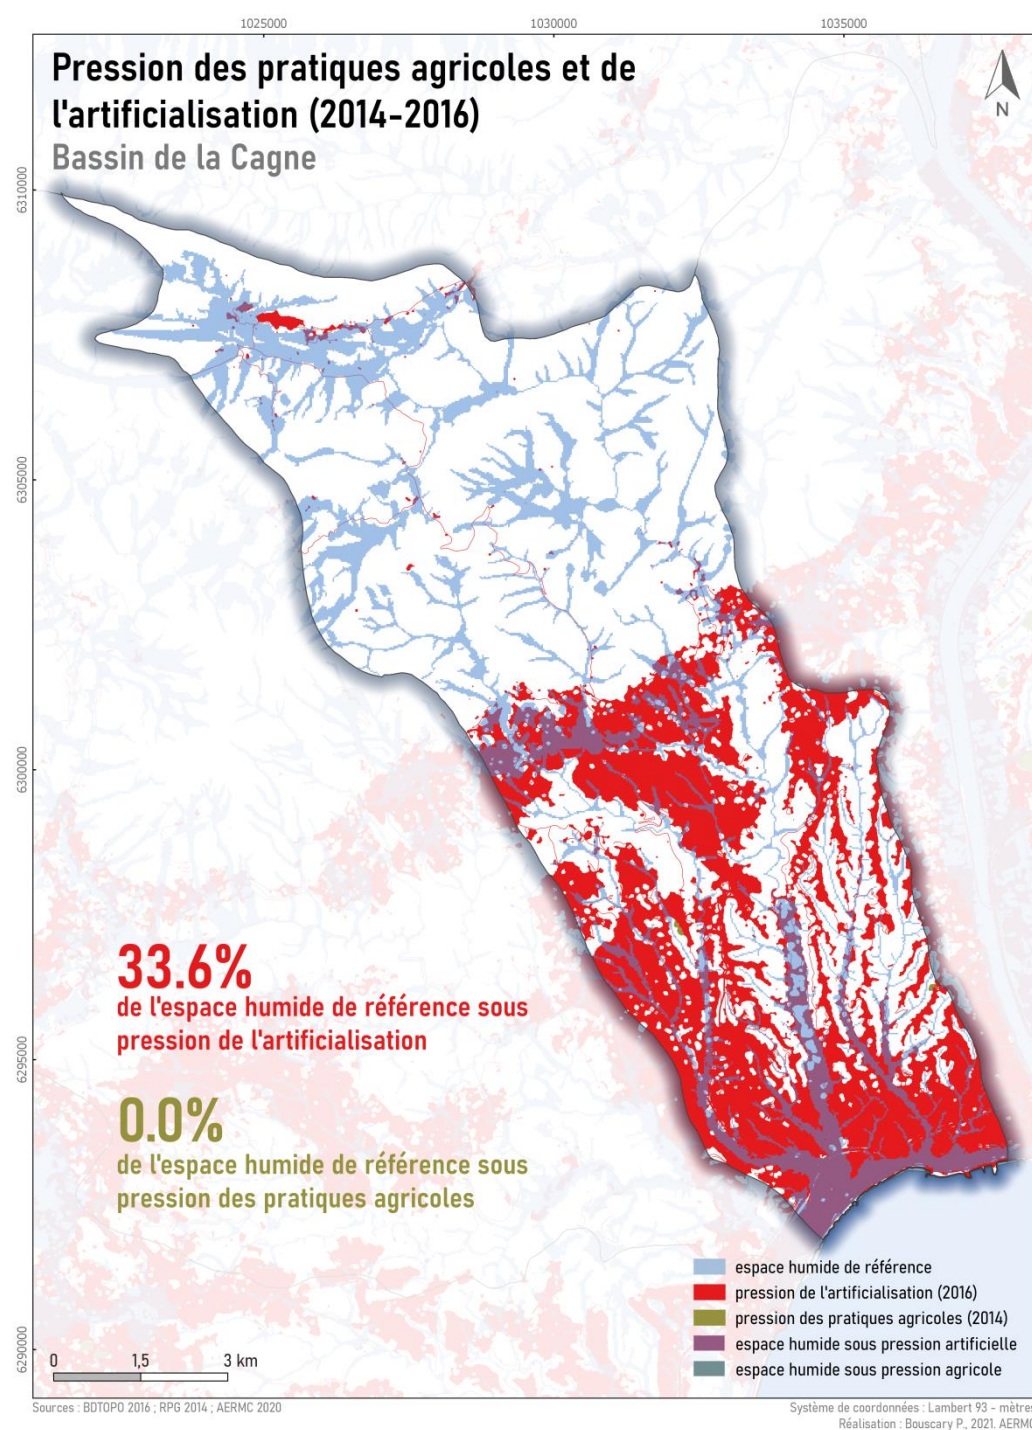 1025000 1030000 1035000
Pression des pratiques agricoles et de
l'artificialisation (2014-2016)
Bassin de la Cagne
N
6310000
6305000
6300000
6295000
6290000
33.6%
de l'espace humide de référence sous
pression de l'artificialisation
0.0%
de l'espace humide de référence sous
pression des pratiques agricoles
espace humide de référence
pression de l'artificialisation (2016)
pression des pratiques agricoles (2014)
espace humide sous pression artificielle
espace humide sous pression agricole
0 1,5 3 km
Sources : BDTOPO 2016 ; RPG 2014 ; AERMC 2020
Système de coordonnées : Lambert 93 - mètres
Réalisation : Bouscary P., 2021. AERMC